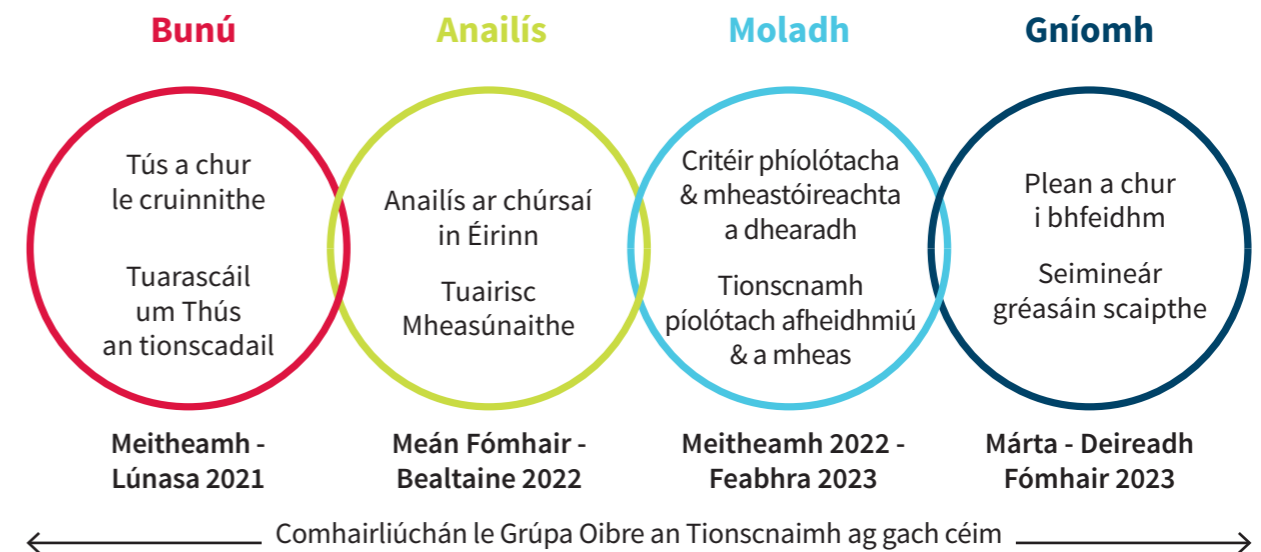 Bunú
Anailís
Moladh
Gníomh
Tús a chur
le cruinnithe
Tuarascáil
um Thús
an tionscadail
Anailís ar chúrsaí
in Éirinn
Tuairisc
Mheasúnaithe
Critéir phíolótacha
& mheastóireachta
a dhearadh
Tionscnamh
píolótach afheidhmiú
& a mheas
Plean a chur
i bhfeidhm
Seimineár
gréasáin scaipthe
Meitheamh -
Lúnasa 2021
Meán Fómhair -
Bealtaine 2022
Meitheamh 2022 -
Feabhra 2023
Márta - Deireadh
Fómhair 2023
Comhairliúchán le Grúpa Oibre an Tionscnaimh ag gach céim